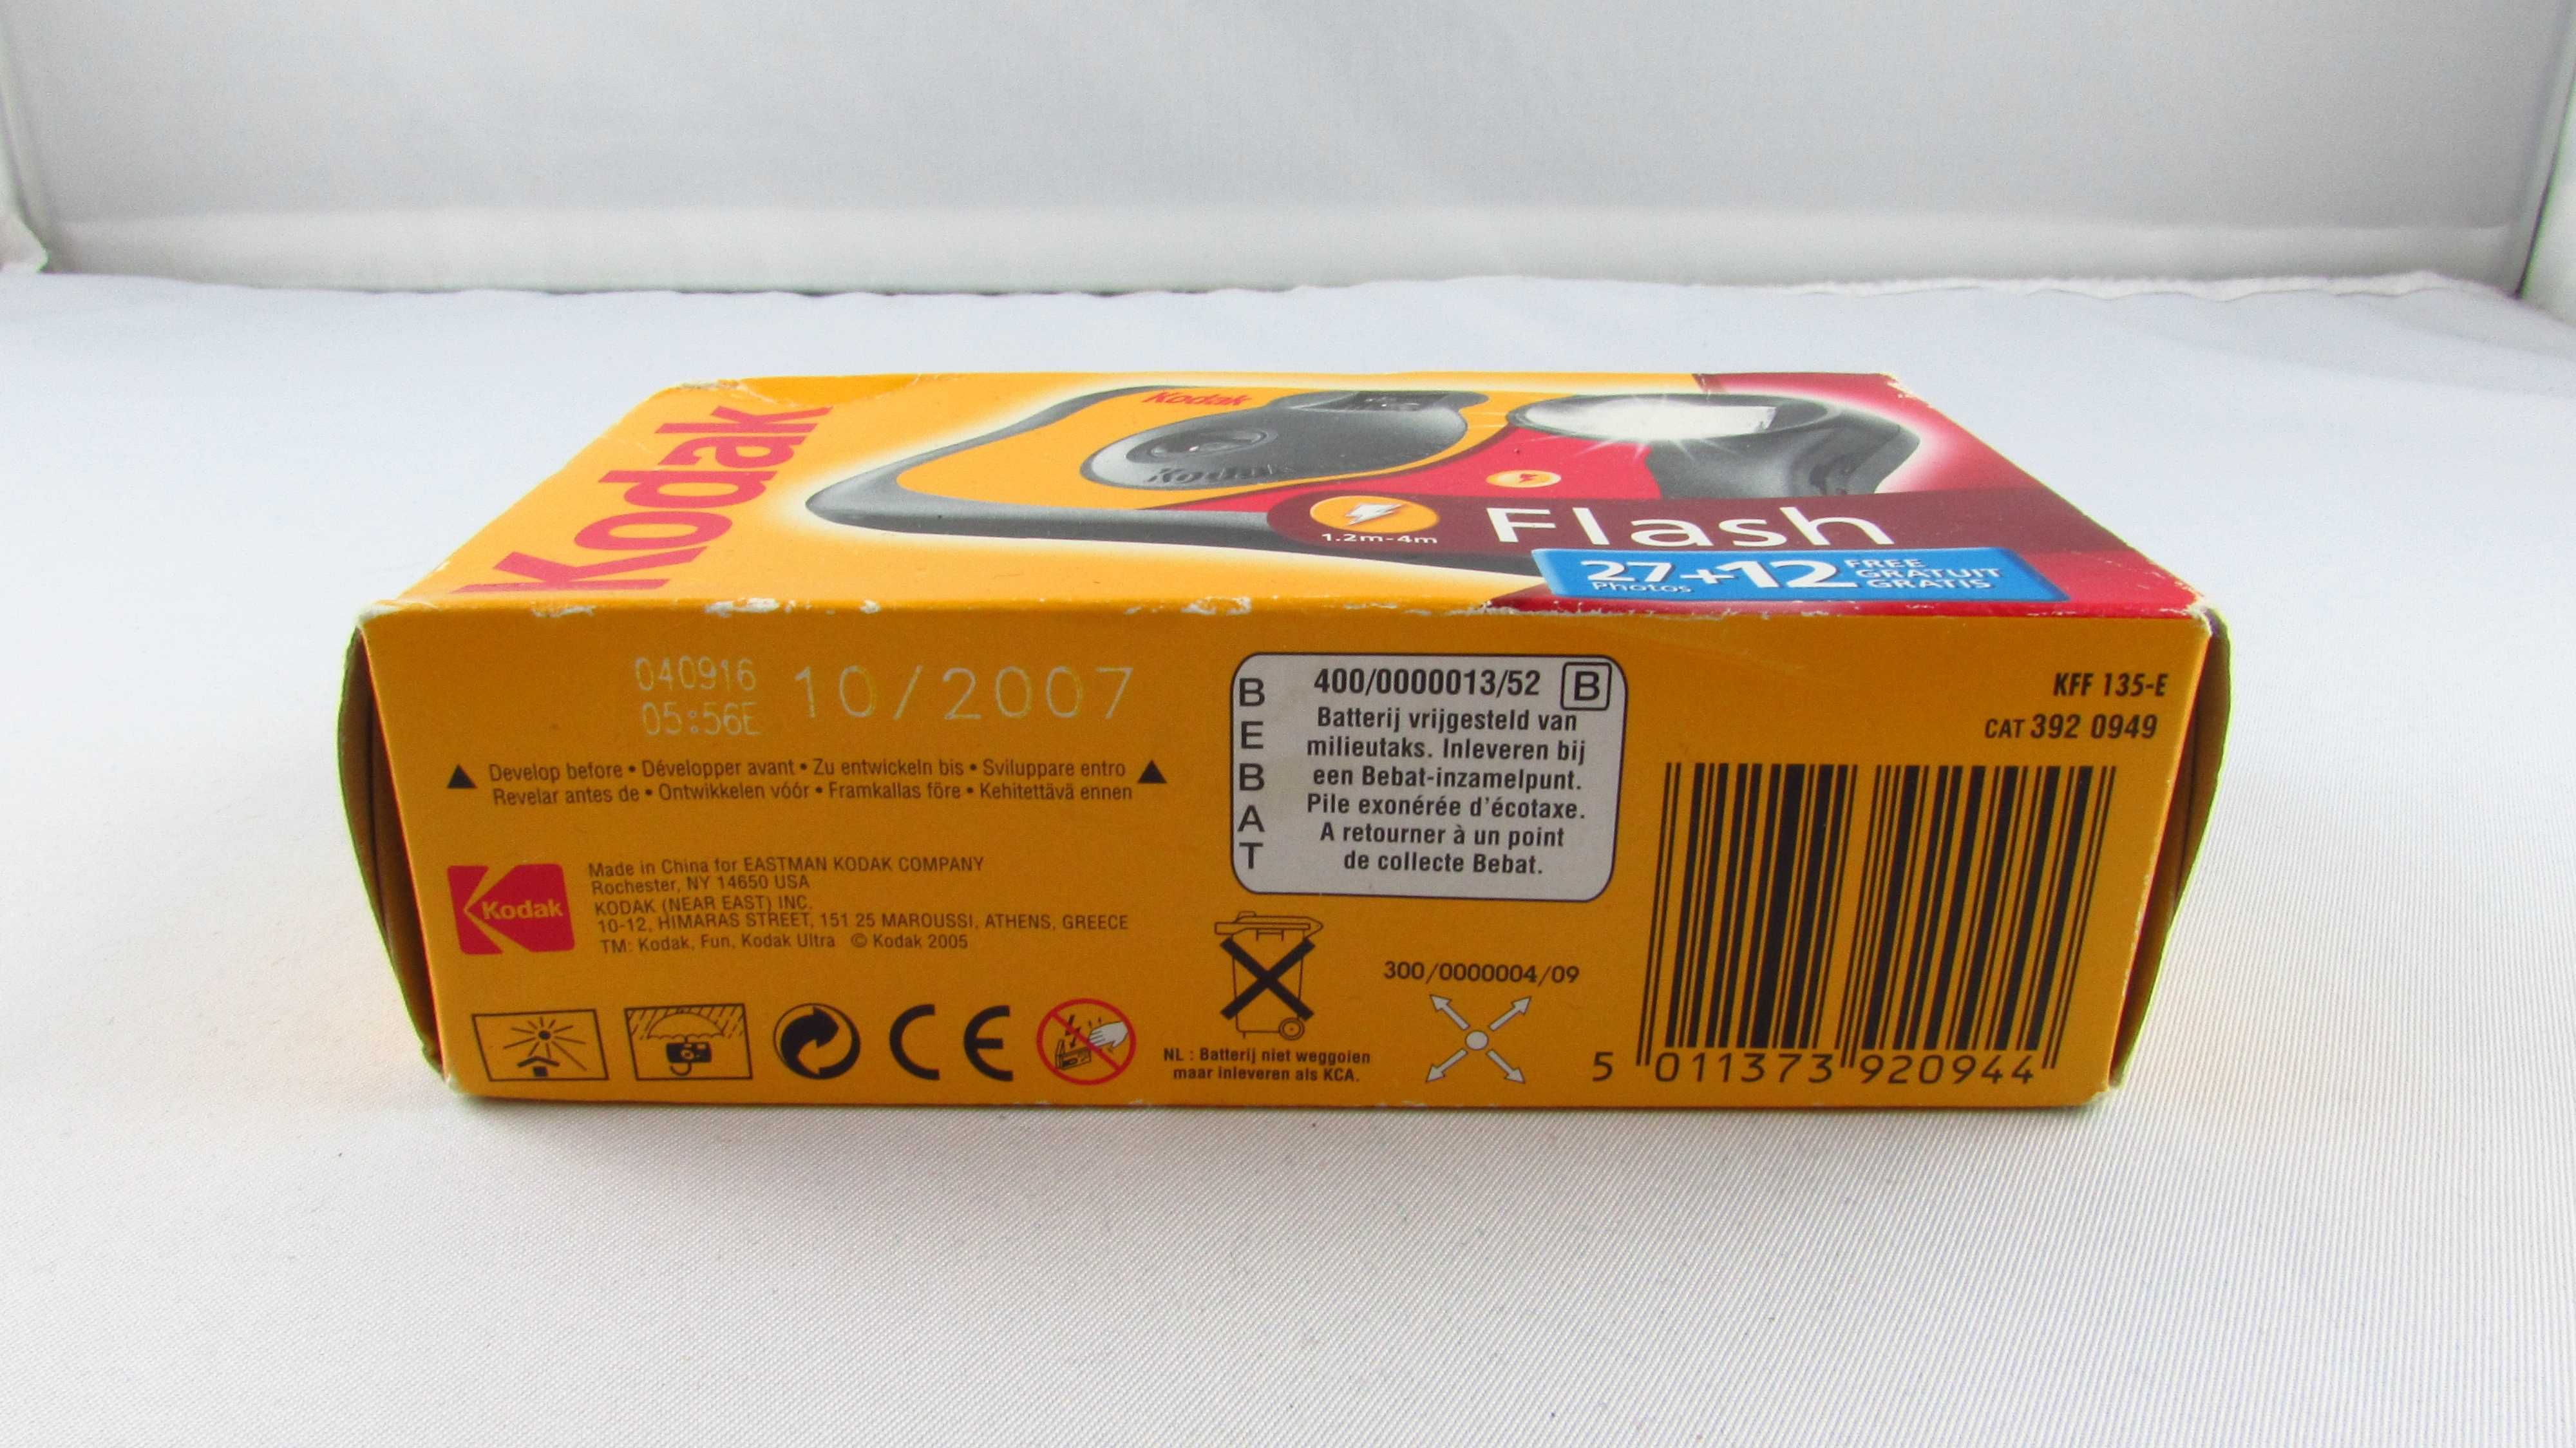 Kodak
Kodak
Kodak
1.2m-4m
Flash
27+12 FREE
Photos GRATUIT
GRATIS
040916
05:56E
10/2007
▲ Develop before • Développer avant • Zu entwickeln bis • Sviluppare entro ▲
Revelar antes de • Ontwikkelen vóór • Framkallas före • Kehitettävä ennen
Kodak
Made in China for EASTMAN KODAK COMPANY
Rochester, NY 14650 USA
KODAK (NEAR EAST) INC.
10-12, HIMARAS STREET, 151 25 MAROUSSI, ATHENS, GREECE
TM: Kodak, Fun, Kodak Ultra © Kodak 2005
CE
BEBAT
400/0000013/52 B
Batterij vrijgesteld van
milieutaks. Inleveren bij
een Bebat-inzamelpunt.
Pile exonérée d'écotaxe.
A retourner à un point
de collecte Bebat.
NL : Batterij niet weggoien
maar inleveren als KCA.
300/0000004/09
KFF 135-E
CAT 392 0949
5 011373 920944